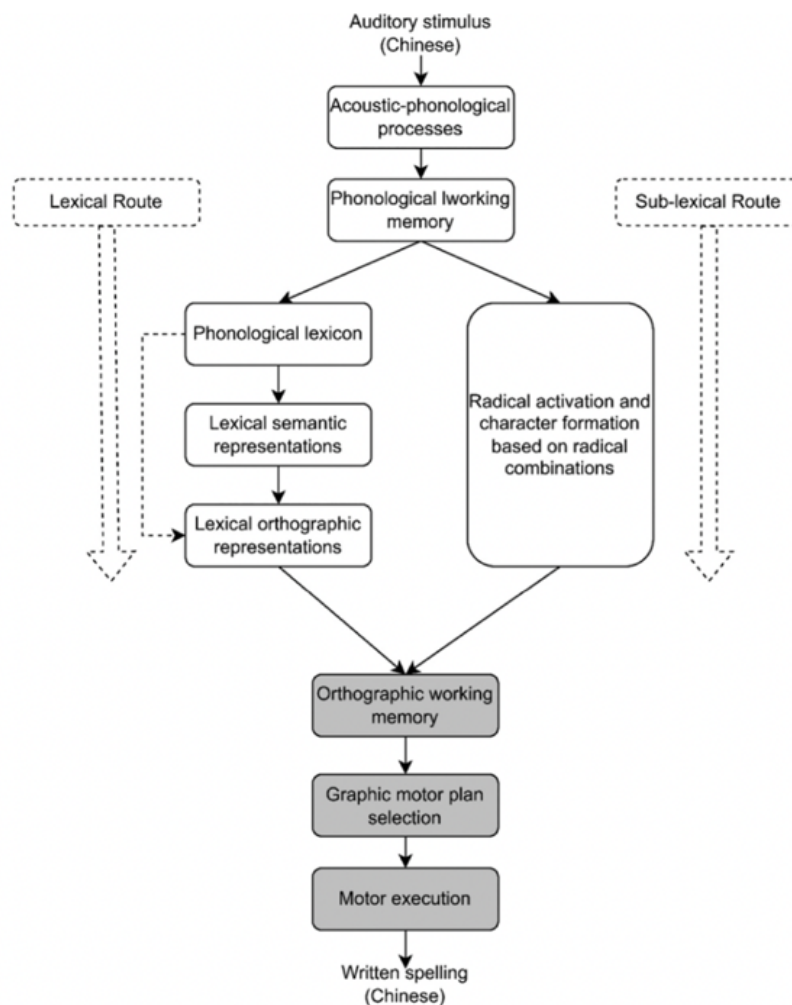 Auditory stimulus
(Chinese)
Acoustic-phonological
processes
Lexical Route
Phonological lworking
memory
Sub-lexical Route
Phonological lexicon
Lexical semantic
representations
Lexical orthographic
representations
Radical activation and
character formation
based on radical
combinations
Orthographic working
memory
Graphic motor plan
selection
Motor execution
Written spelling
(Chinese)